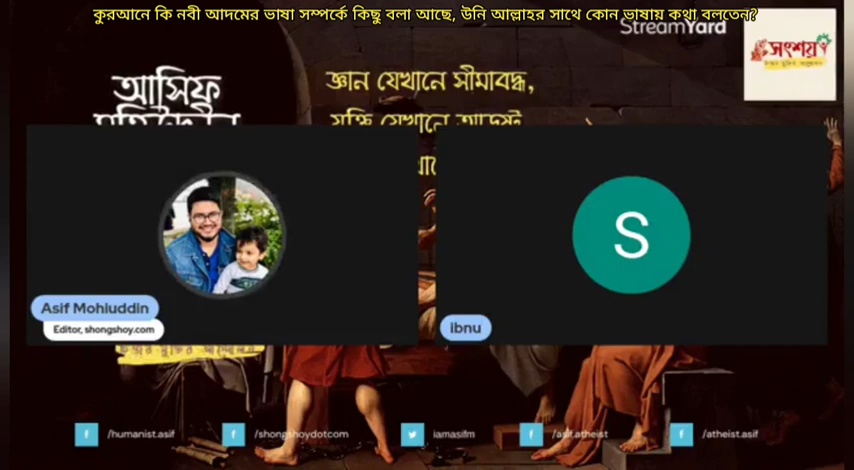 কুরআনে কি নবী আদমের ভাষা সম্পর্কে কিছু বলা আছে, উনি আল্লাহর সাথে কোন ভাষায় কথা বলতেন?
StreamYard
সংশয়
আসিফ
জ্ঞান যেখানে সীমাবদ্ধ,
যুক্তি যেখানে আড়ষ্ট
S
Asif Mohiuddin
Editor, shongshoy.com
ibnu
/humanist.asif
/shongshoydotcom
iamasifm
/asif.atheist
/atheist.asif